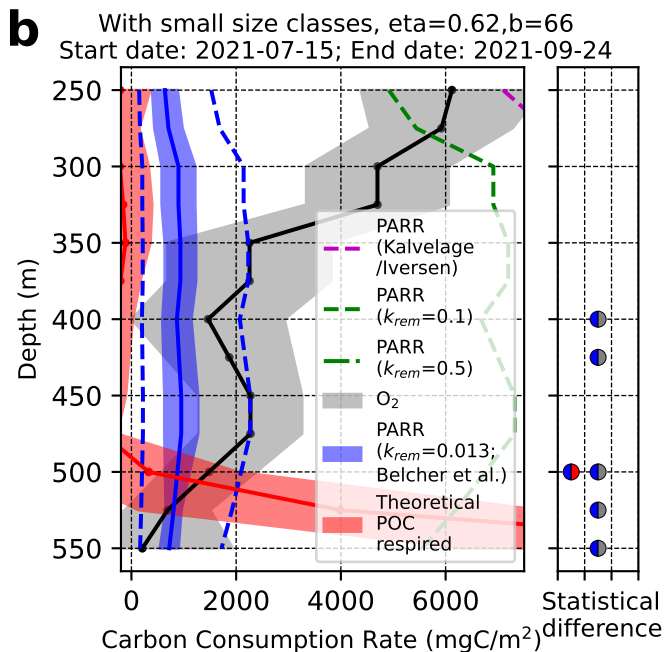 b
With small size classes, eta=0.62,b=66
Start date: 2021-07-15; End date: 2021-09-24
250
300
350
400
450
500
550
Depth (m)
PARR
(Kalvelage
/Iversen)
PARR
(k_rem=0.1)
PARR
(k_rem=0.5)
O₂
PARR
(k_rem=0.013;
Belcher et al.)
Theoretical
POC
respired
0 2000 4000 6000
Carbon Consumption Rate (mgC/m²)
Statistical
difference